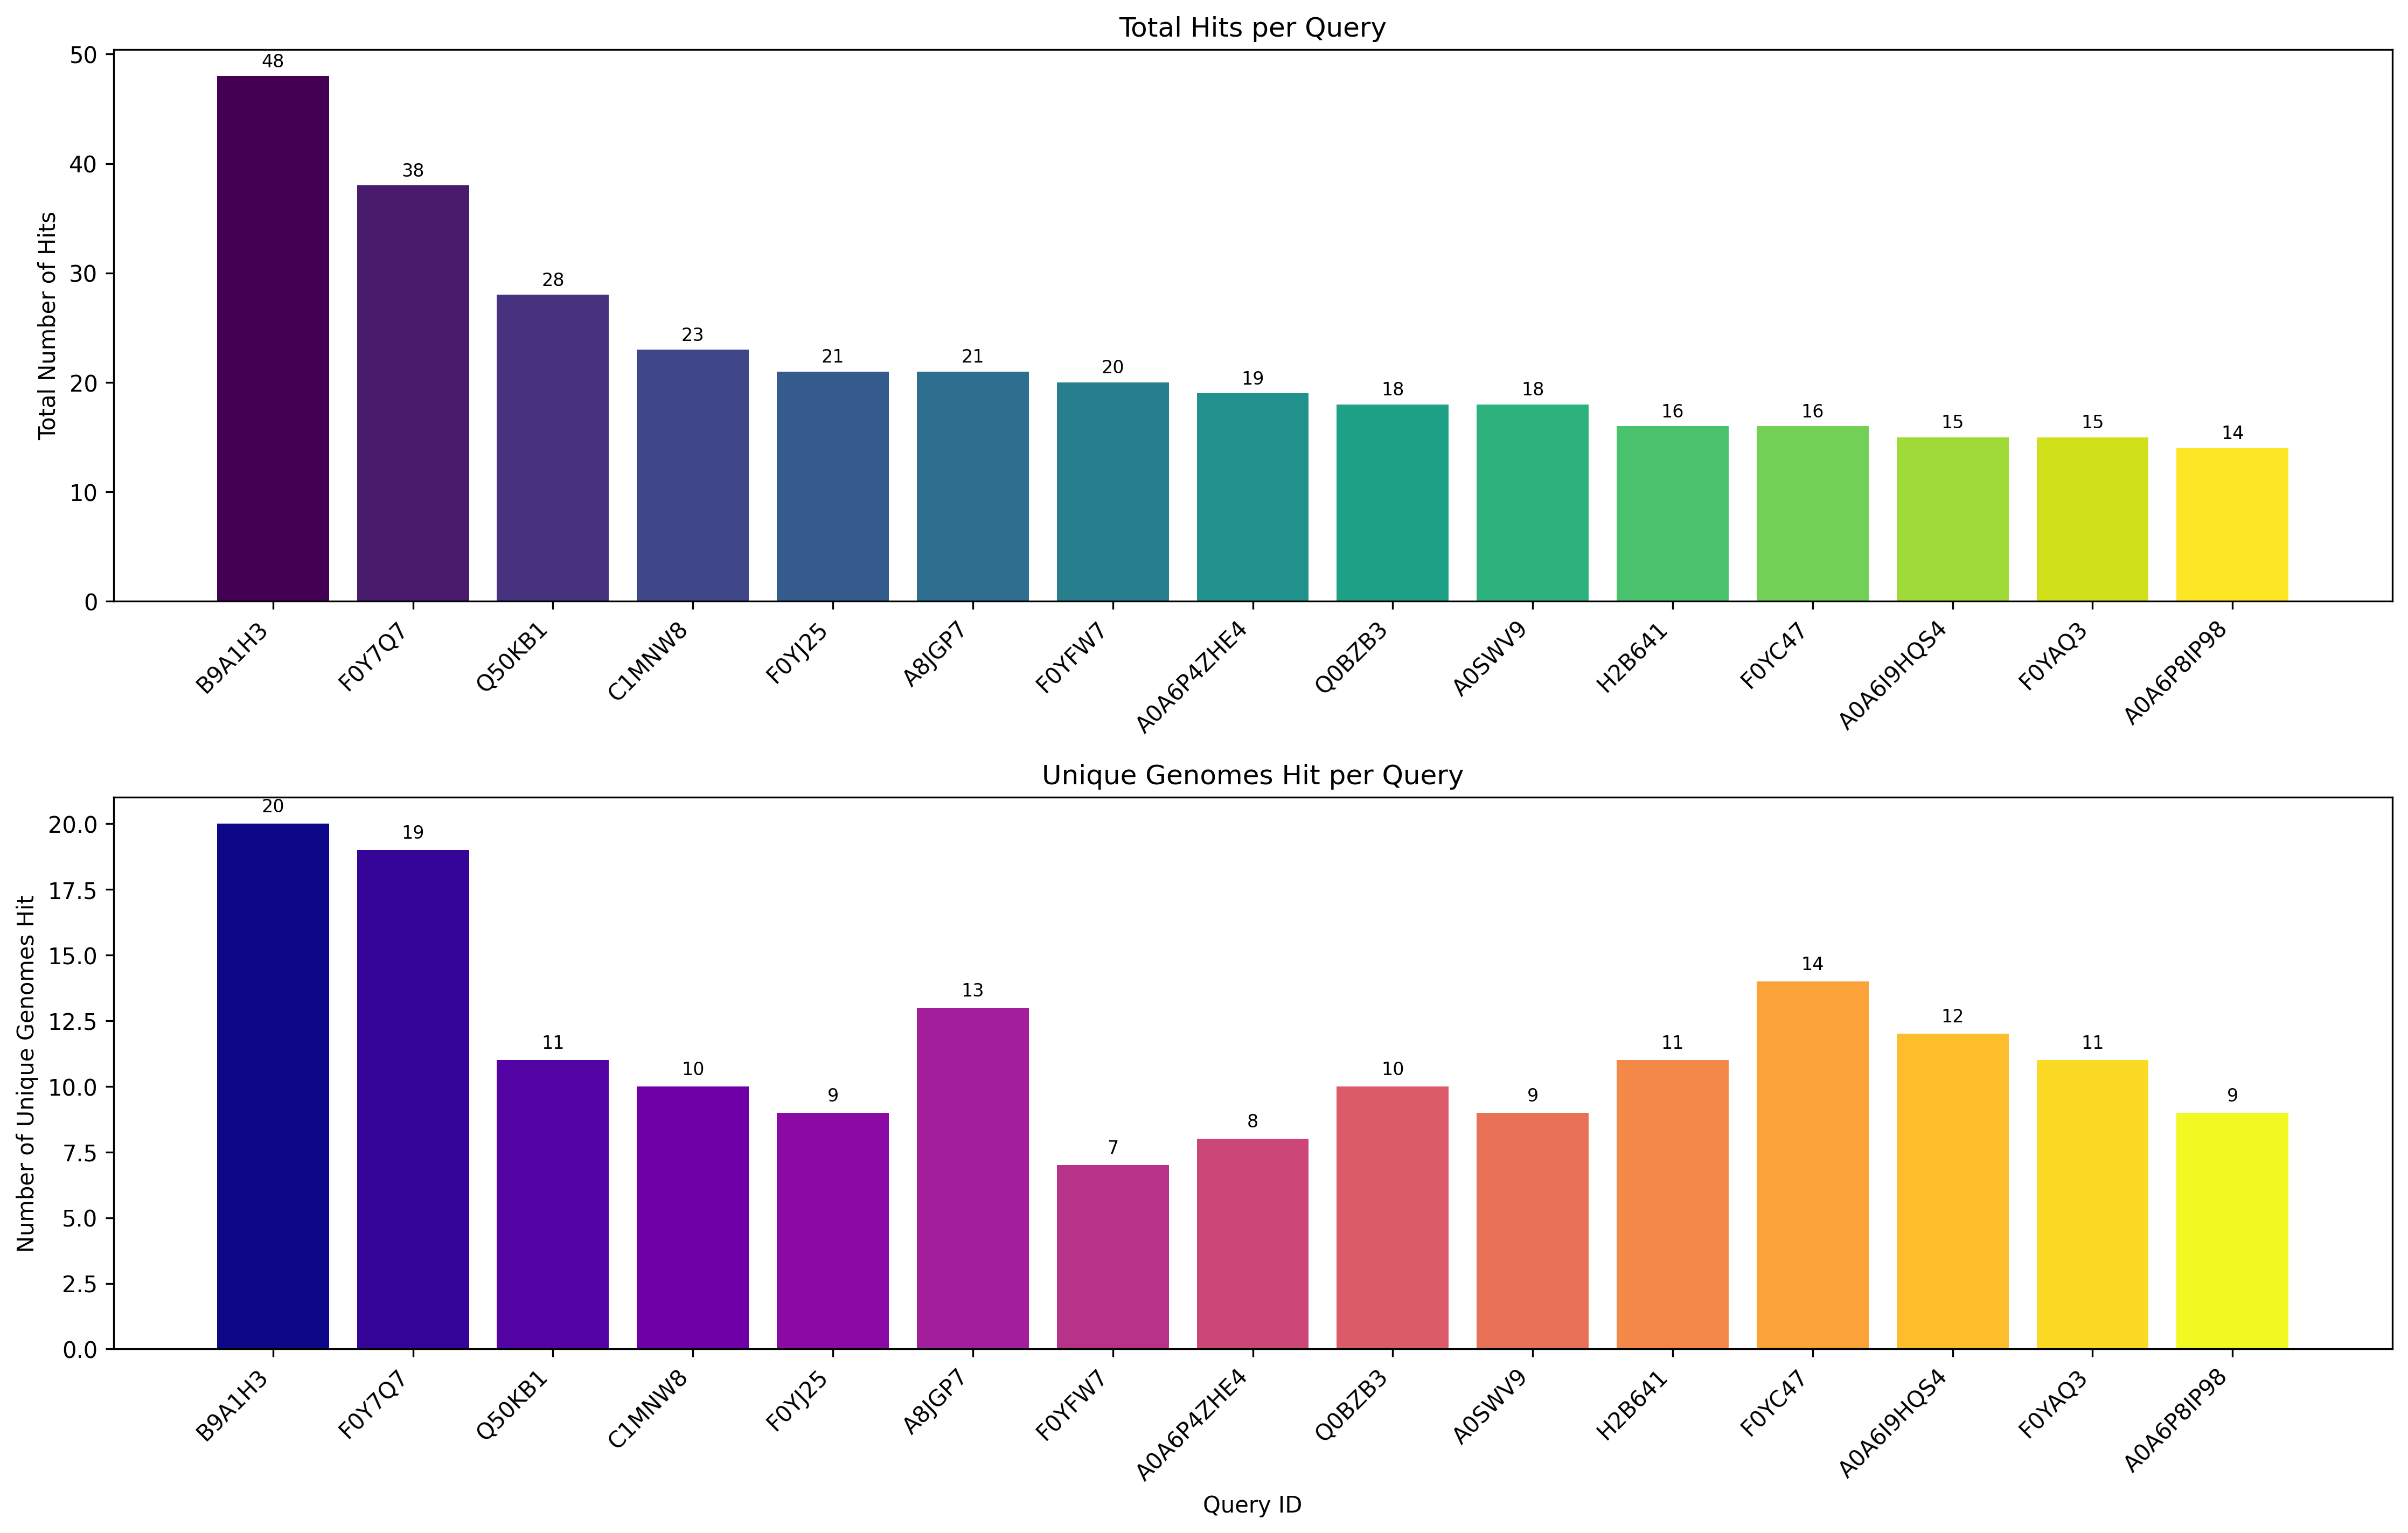 Total Hits per Query
Total Number of Hits
50
40
30
20
10
0
48
38
28
23
21
21
20
19
18
18
16
16
15
15
14
B9A1H3
F0Y7Q7
Q50KB1
C1MNW8
F0YJ25
A8JGP7
F0YFW7
A0A6P4ZHE4
Q0BZB3
A0SWV9
H2B641
F0YC47
A0A6I9HQS4
F0YAQ3
A0A6P8IP98
Unique Genomes Hit per Query
Number of Unique Genomes Hit
20.0
17.5
15.0
12.5
10.0
7.5
5.0
2.5
0.0
20
19
11
10
9
13
7
8
10
9
11
14
12
11
9
B9A1H3
F0Y7Q7
Q50KB1
C1MNW8
F0YJ25
A8JGP7
F0YFW7
A0A6P4ZHE4
Q0BZB3
A0SWV9
H2B641
F0YC47
A0A6I9HQS4
F0YAQ3
A0A6P8IP98
Query ID